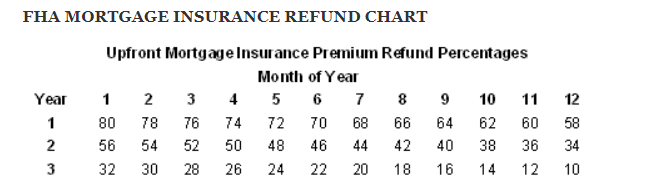 FHA MORTGAGE INSURANCE REFUND CHART
Upfront Mortgage Insurance Premium Refund Percentages
Month of Year
Year 1 2 3 4 5 6 7 8 9 10 11 12
1 80 78 76 74 72 70 68 66 64 62 60 58
2 56 54 52 50 48 46 44 42 40 38 36 34
3 32 30 28 26 24 22 20 18 16 14 12 10